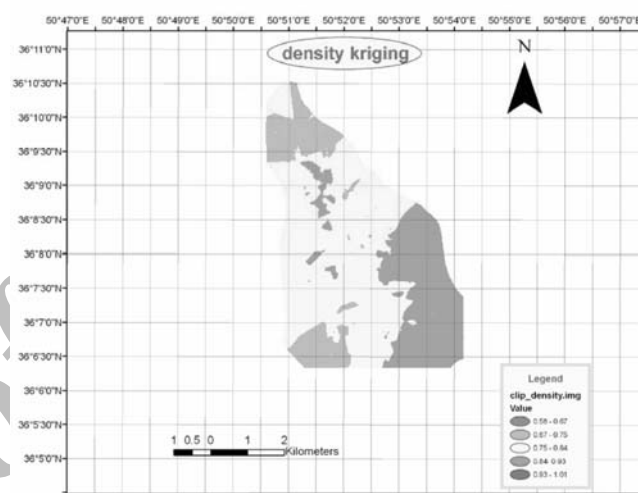 50°47'0"E 50°48'0"E 50°49'0"E 50°50'0"E 50°51'0"E 50°52'0"E 50°53'0"E 50°54'0"E 50°55'0"E 50°56'0"E 50°57'0"E
36°11'0"N
density kriging
N
36°10'30"N
36°10'0"N
36°9'30"N
36°9'0"N
36°8'30"N
36°8'0"N
36°7'30"N
36°7'0"N
36°6'30"N
36°6'0"N
36°5'30"N
36°5'0"N
Legend
clip_density.img
Value
0.58 - 0.67
0.67 - 0.75
0.75 - 0.84
0.84 - 0.93
0.93 - 1.01
1 0.5 0 1 2
Kilometers